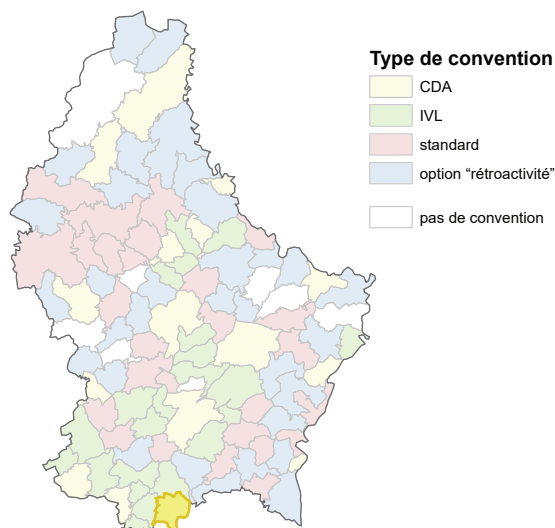 Type de convention
CDA
IVL
standard
option “rétroactivité”
pas de convention